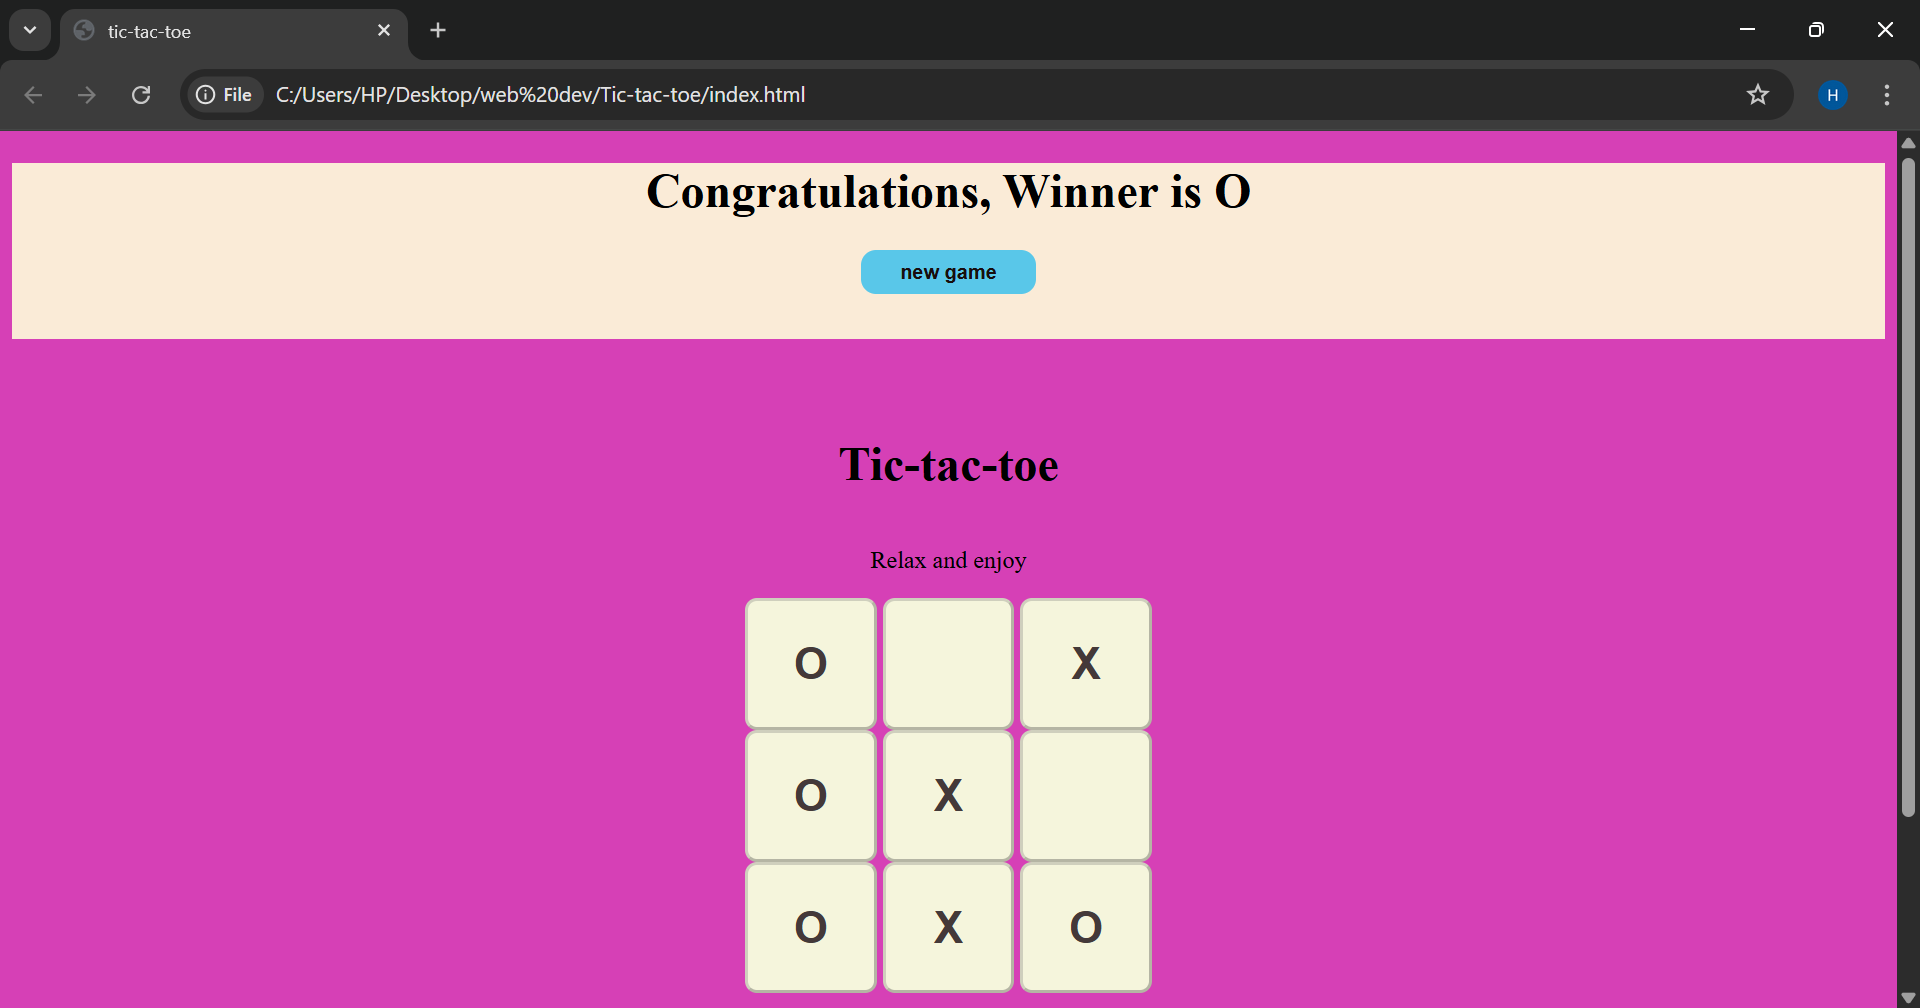 tic-tac-toe
File C:/Users/HP/Desktop/web%20dev/Tic-tac-toe/index.html
H
Congratulations, Winner is O
new game
Tic-tac-toe
Relax and enjoy
O X
O X
O X O